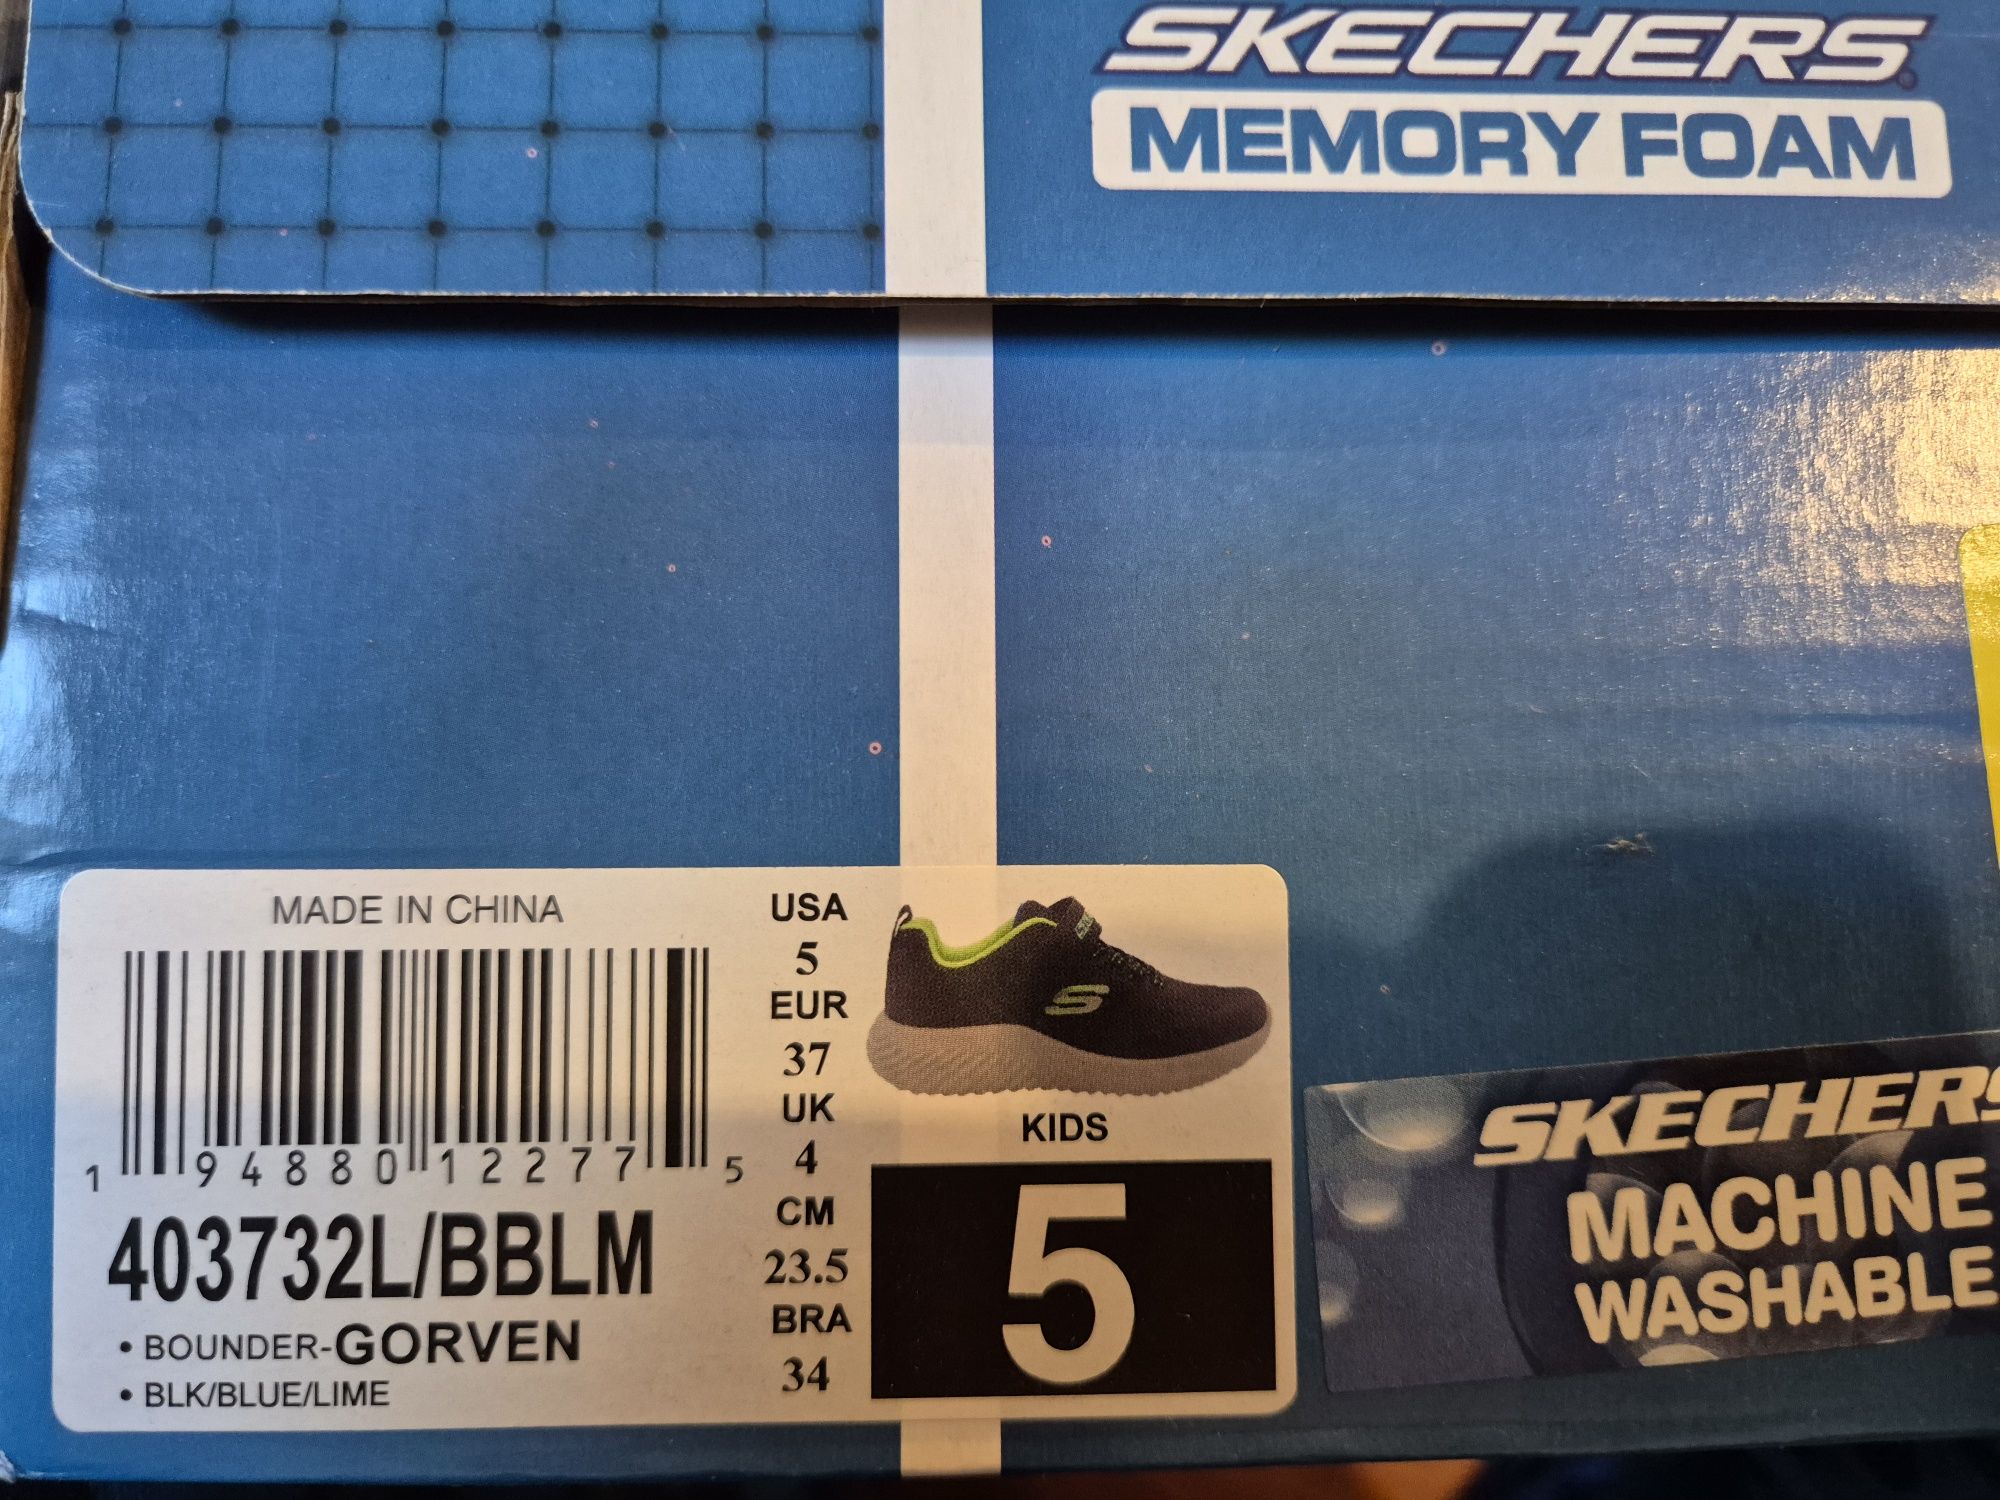 SKECHERS
MEMORY FOAM
MADE IN CHINA
1 94880 12277 5
403732L/BBLM
• BOUNDER-GORVEN
• BLK/BLUE/LIME
USA
5
EUR
37
UK
4
CM
23.5
BRA
34
S
KIDS
5
SKECHERS
MACHINE
WASHABLE